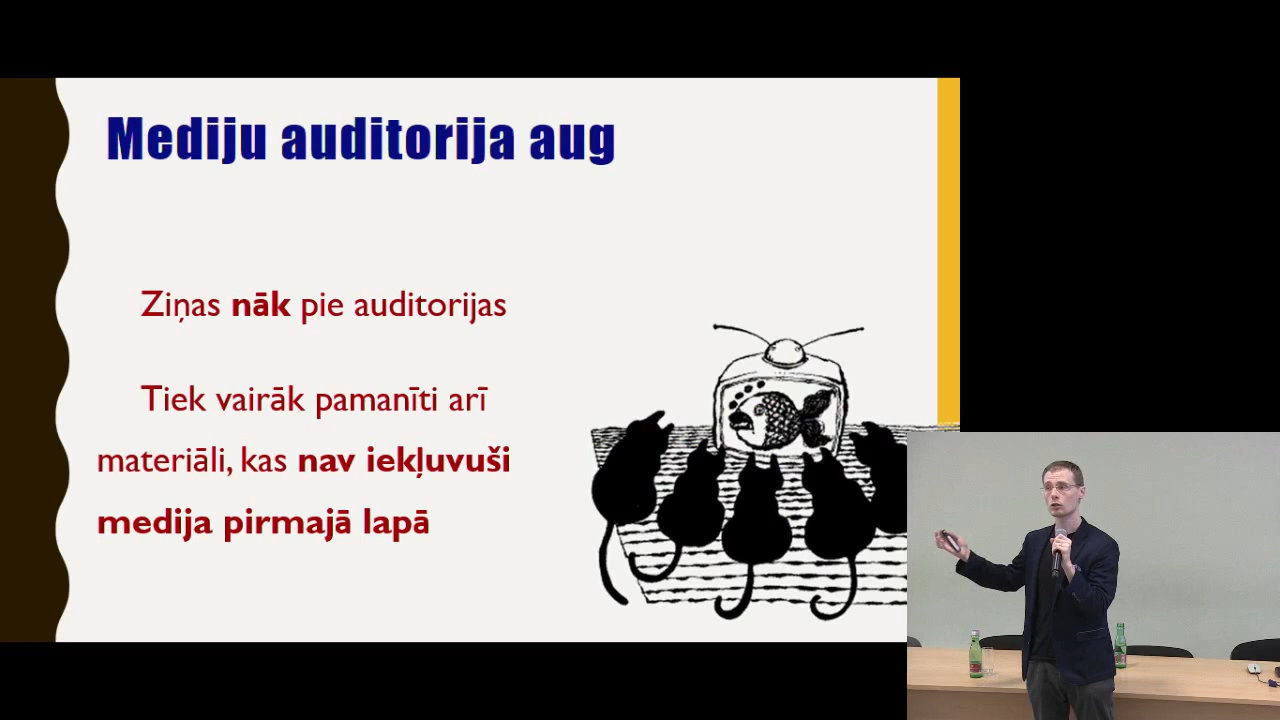 Mediju auditorija aug
Ziņas nāk pie auditorijas
Tiek vairāk pamanīti arī
materiāli, kas nav iekļuvuši
medija pirmajā lapā